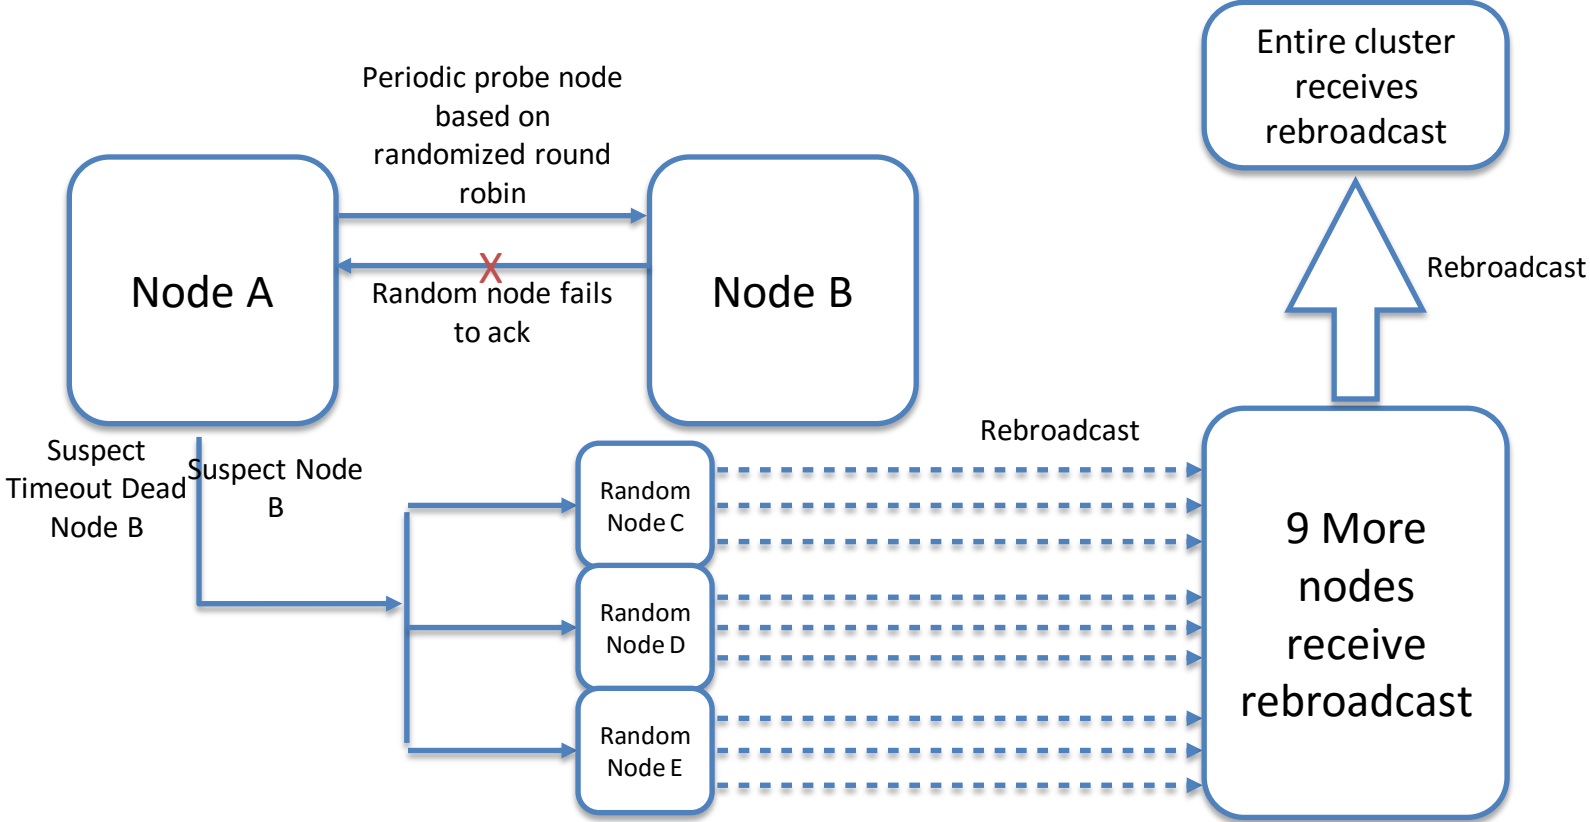 Entire cluster
receives
rebroadcast
Periodic probe node
based on
randomized round
robin
Node A
Node B
Random node fails
to ack
X
Rebroadcast
Suspect
Timeout Dead
Node B
Suspect Node
B
Rebroadcast
Random
Node C
Random
Node D
Random
Node E
9 More
nodes
receive
rebroadcast